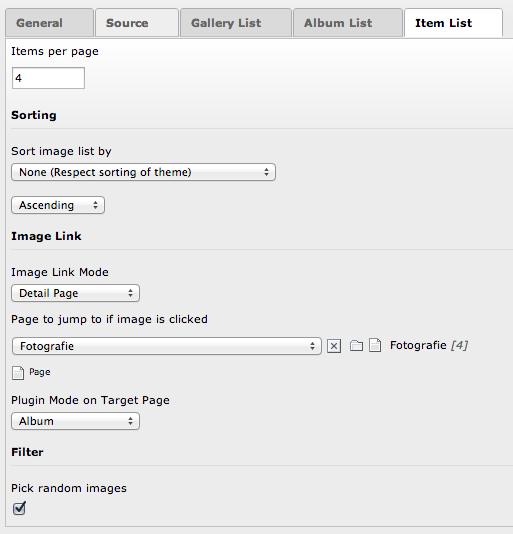 General Source Gallery List Album List Item List
Items per page
4
Sorting
Sort image list by
None (Respect sorting of theme)
Ascending
Image Link
Image Link Mode
Detail Page
Page to jump to if image is clicked
Fotografie Fotografie [4]
Page
Plugin Mode on Target Page
Album
Filter
Pick random images